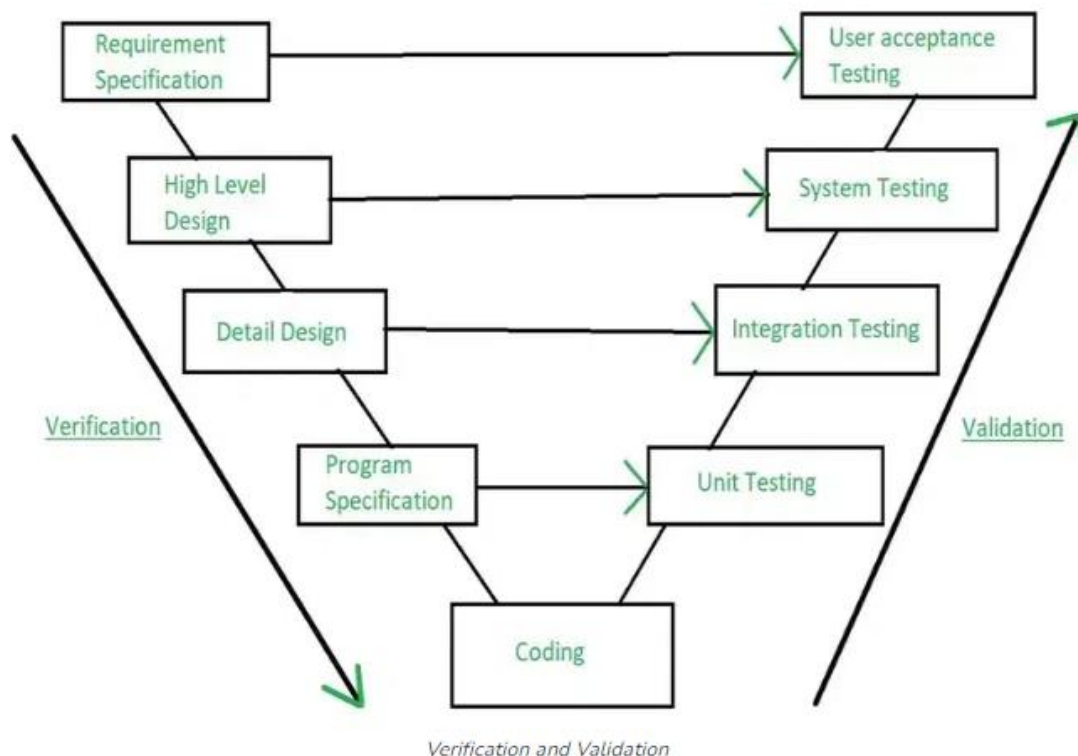 Requirement
Specification
User acceptance
Testing
High Level
Design
System Testing
Detail Design
Integration Testing
Verification
Validation
Program
Specification
Unit Testing
Coding
Verification and Validation